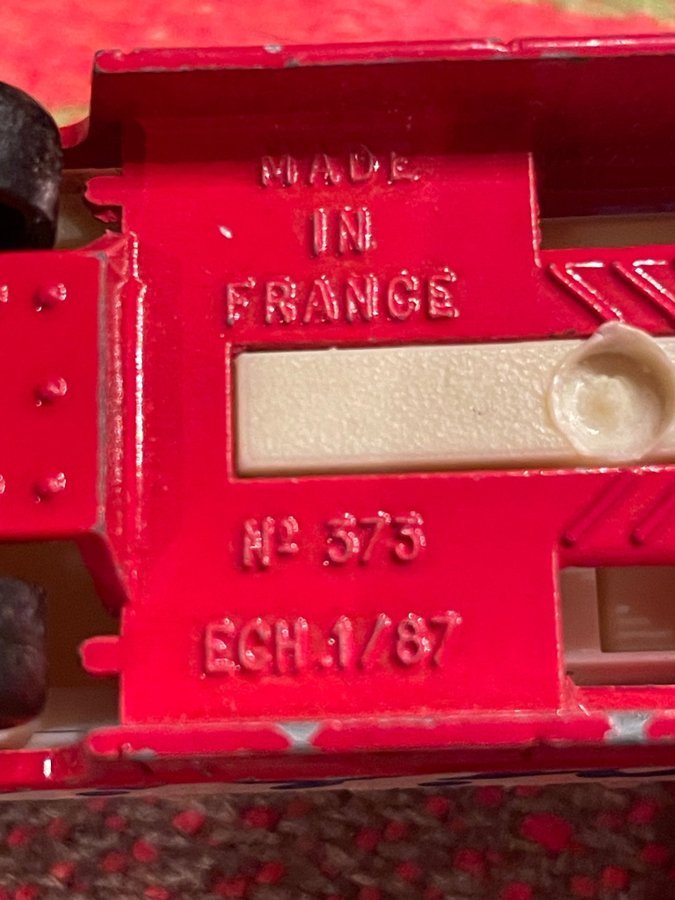 MADE
IN
FRANCE
Nº 373
ECH.1/87